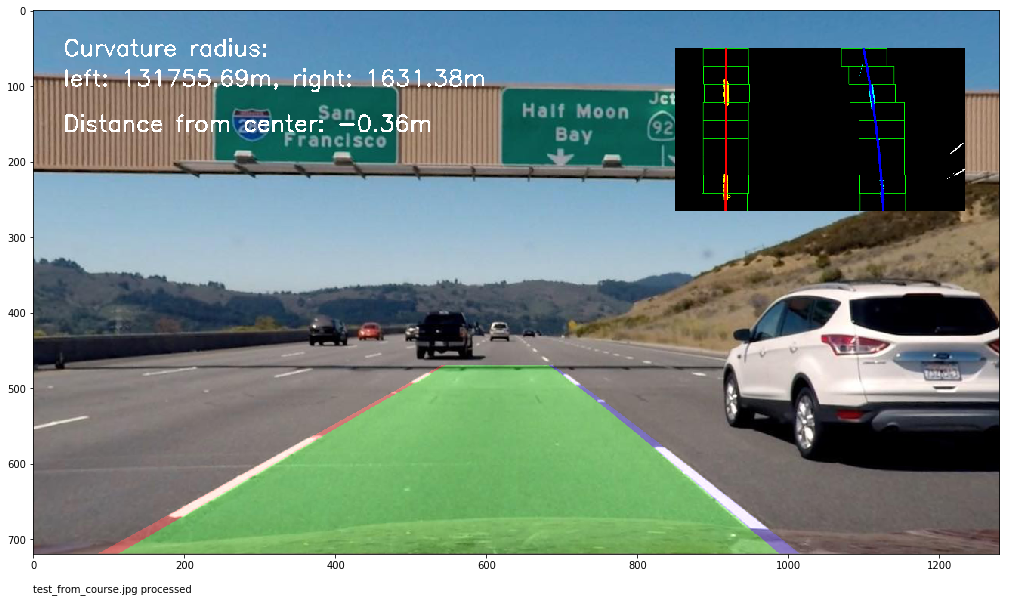 0
100
200
300
400
500
600
700
Curvature radius:
left: 131755.69m, right: 1631.38m
Distance from center: -0.36m
San
Francisco
Half Moon
Bay
Jct
92
0
200
400
600
800
1000
1200
test_from_course.jpg processed